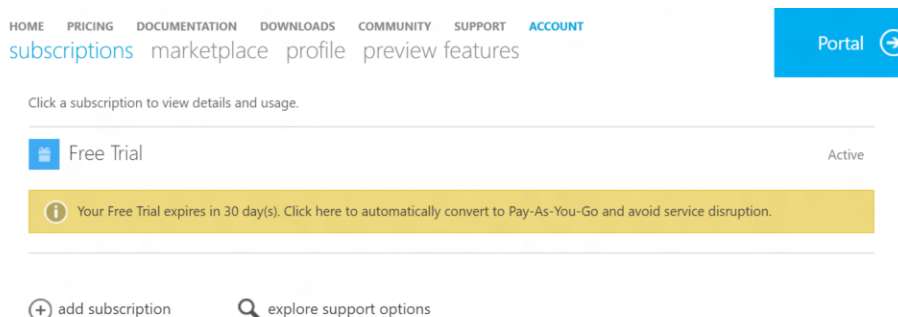 HOME PRICING DOCUMENTATION DOWNLOADS COMMUNITY SUPPORT ACCOUNT
subscriptions marketplace profile preview features
Portal
Click a subscription to view details and usage.
Free Trial
Active
Your Free Trial expires in 30 day(s). Click here to automatically convert to Pay-As-You-Go and avoid service disruption.
add subscription
explore support options